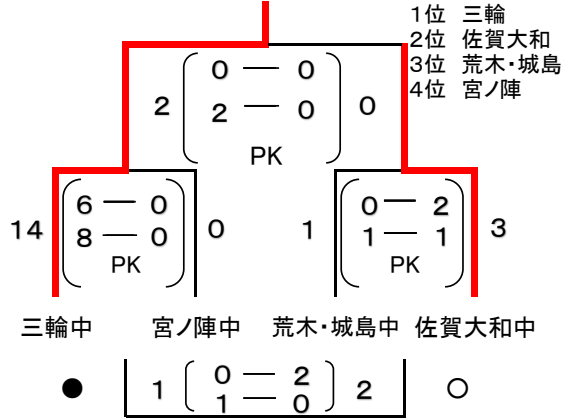 1位 三輪
2位 佐賀大和
3位 荒木・城島
4位 宮ノ陣
0 — 0
2 2 — 0 0
PK
6 — 0 0 — 2
14 8 — 0 0 1 1 — 1 3
PK PK
三輪中 宮ノ陣中 荒木・城島中 佐賀大和中
0 — 2
● 1 1 — 0 2 ○